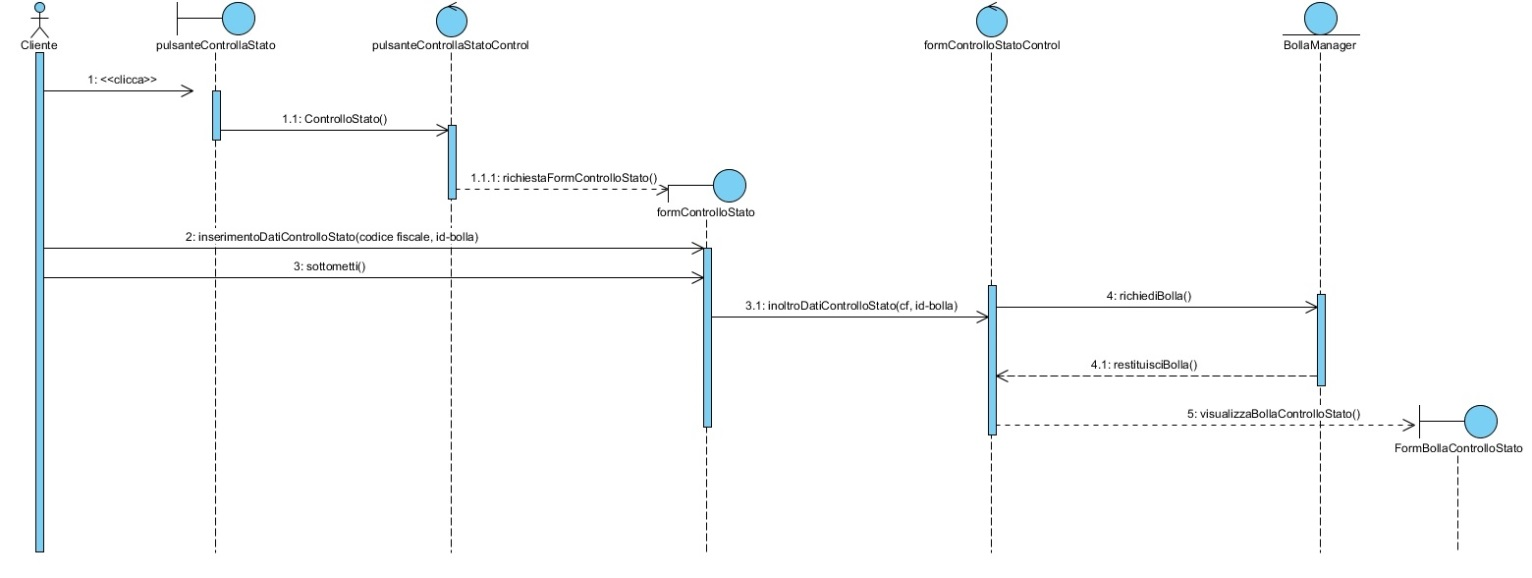 Cliente
pulsanteControllaStato
pulsanteControllaStatoControl
formControlloStatoControl
BollaManager
1: <<clicca>>
1.1: ControlloStato()
1.1.1: richiestaFormControlloStato()
formControlloStato
2: inserimentoDatiControlloStato(codice fiscale, id-bolla)
3: sottometti()
3.1: inoltroDatiControlloStato(cf, id-bolla)
4: richiediBolla()
4.1: restituisciBolla()
5: visualizzaBollaControlloStato()
FormBollaControlloStato